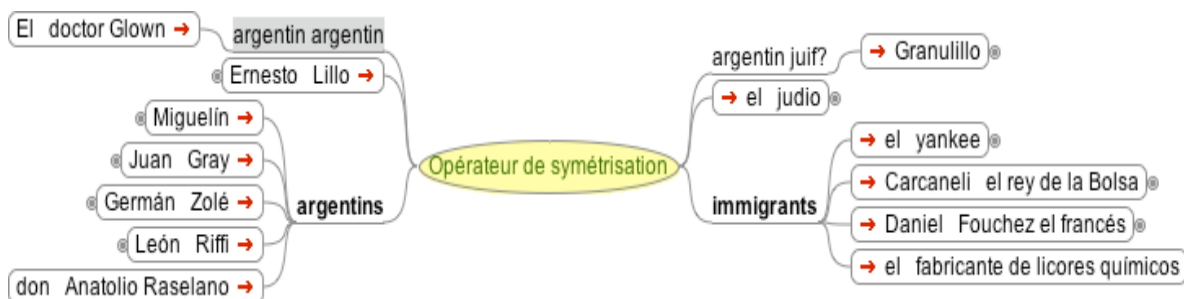 El doctor Glown
argentin argentin
Ernesto Lillo
Miguelín
Juan Gray
Germán Zolé
León Riffi
don Anatolio Raselano
argentins
Opérateur de symétrisation
argentin juif?
Granulillo
el judio
immigrants
el yankee
Carcaneli el rey de la Bolsa
Daniel Fouchez el francés
el fabricante de licores químicos